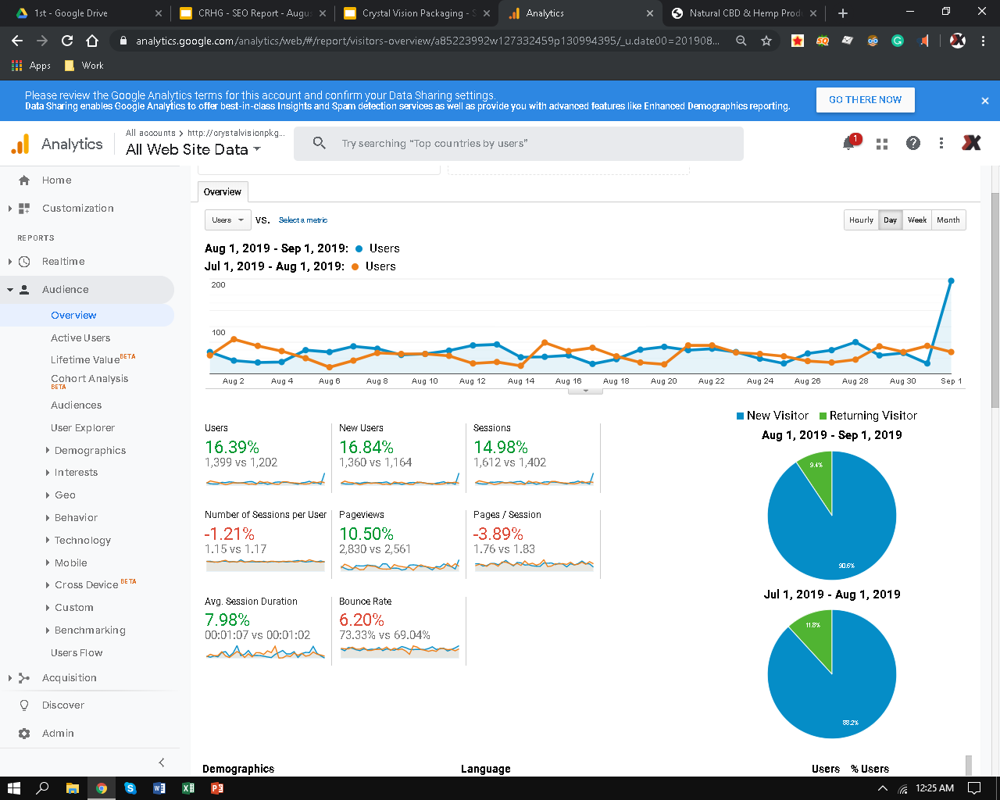 1st - Google Drive
CRHG - SEO Report - Augus
Crystal Vision Packaging - S
Analytics
Natural CBD & Hemp Prod
analytics.google.com/analytics/web/#/report/visitors-overview/a85223992w127332459p130994395/_u.date00=201908...
Apps
Work
Please review the Google Analytics terms for this account and confirm your Data Sharing settings.
Data Sharing enables Google Analytics to offer best-in-class Insights and Spam detection services as well as provide you with advanced features like Enhanced Demographics reporting.
GO THERE NOW
Analytics
All accounts > http://crystalvisionpkg...
All Web Site Data
Try searching “Top countries by users”
1
Home
Customization
REPORTS
Realtime
Audience
Overview
Active Users
Lifetime Value BETA
Cohort Analysis
BETA
Audiences
User Explorer
Demographics
Interests
Geo
Behavior
Technology
Mobile
Cross Device BETA
Custom
Benchmarking
Users Flow
Acquisition
Discover
Admin
Overview
Users VS. Select a metric
Hourly Day Week Month
Aug 1, 2019 - Sep 1, 2019: Users
Jul 1, 2019 - Aug 1, 2019: Users
200
100
Aug 2 Aug 4 Aug 6 Aug 8 Aug 10 Aug 12 Aug 14 Aug 16 Aug 18 Aug 20 Aug 22 Aug 24 Aug 26 Aug 28 Aug 30 Sep 1
Users
16.39%
1,399 vs 1,202
New Users
16.84%
1,360 vs 1,164
Sessions
14.98%
1,612 vs 1,402
Number of Sessions per User
-1.21%
1.15 vs 1.17
Pageviews
10.50%
2,830 vs 2,561
Pages / Session
-3.89%
1.76 vs 1.83
Avg. Session Duration
7.98%
00:01:07 vs 00:01:02
Bounce Rate
6.20%
73.33% vs 69.04%
New Visitor Returning Visitor
Aug 1, 2019 - Sep 1, 2019
9.4%
90.6%
Jul 1, 2019 - Aug 1, 2019
11.8%
88.2%
Demographics
Language
Users % Users
12:25 AM